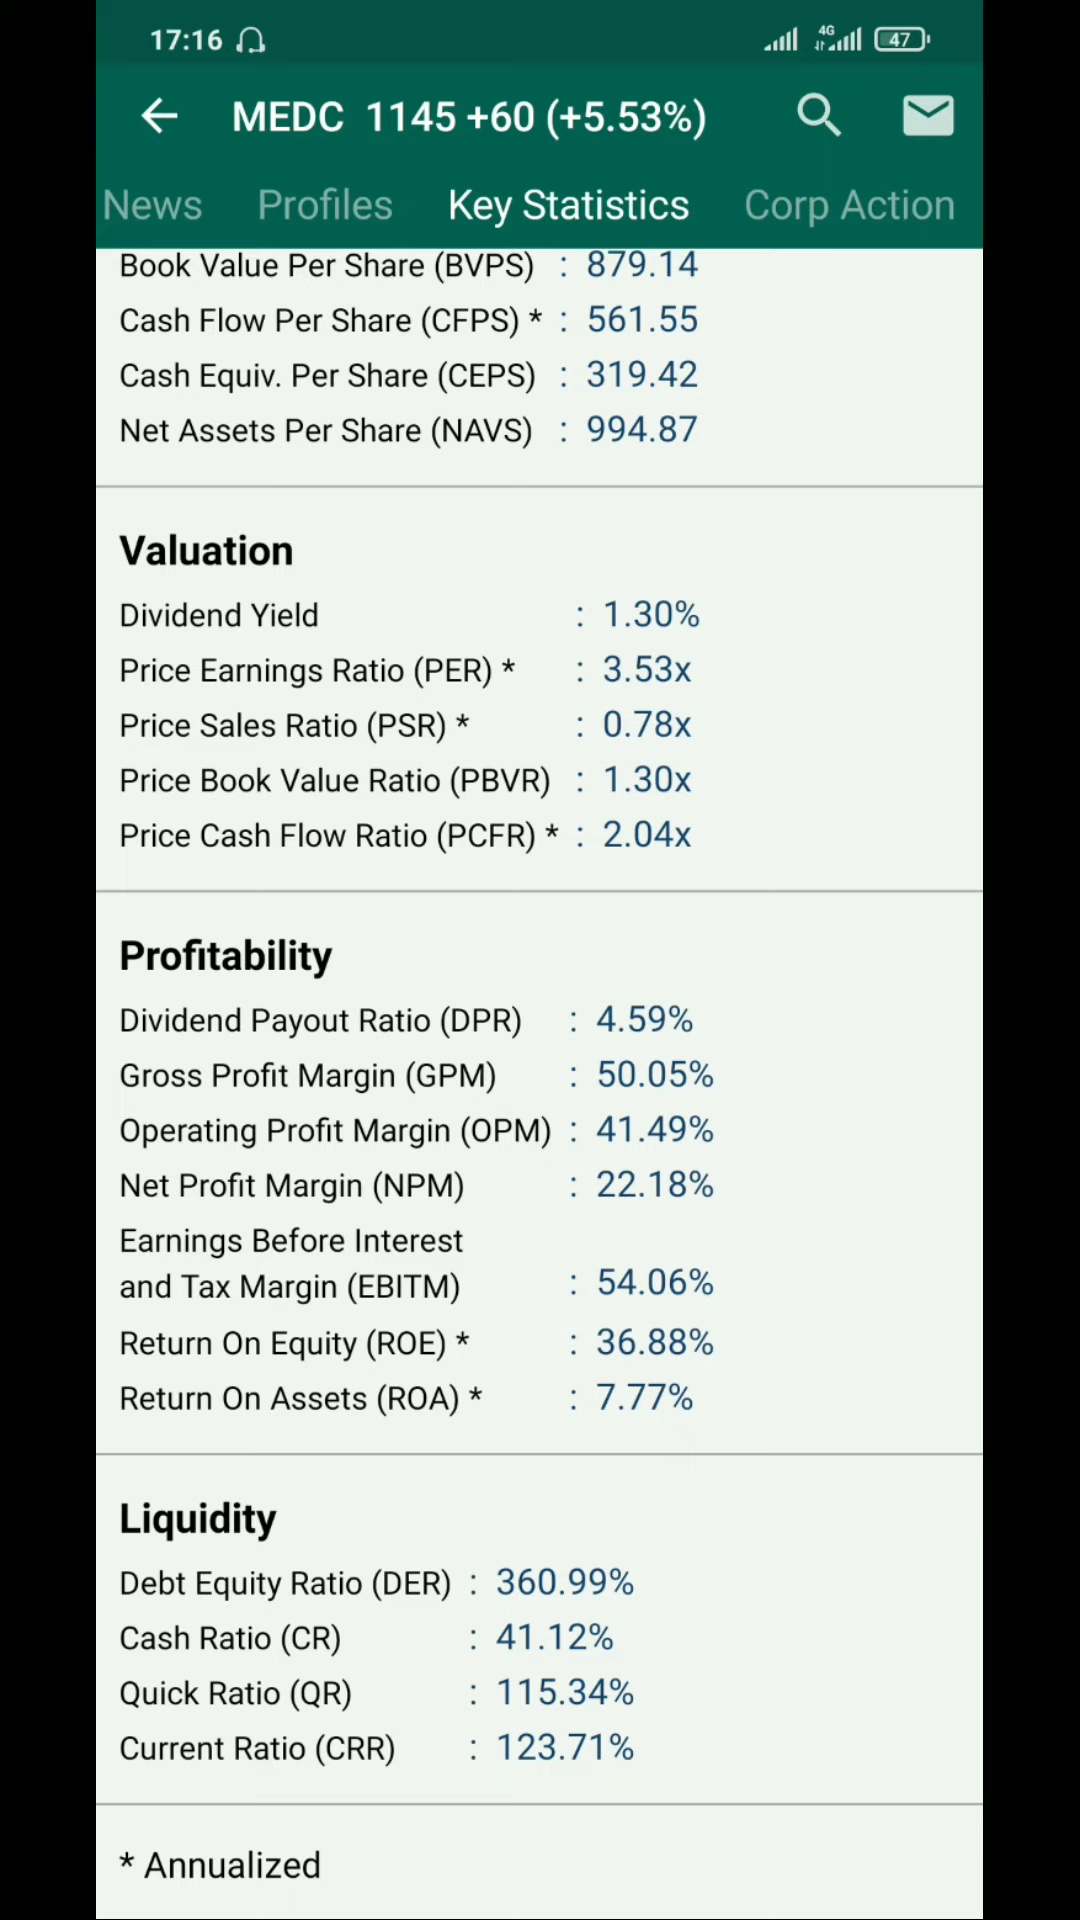 17:16 4G 47
MEDC 1145 +60 (+5.53%)
News Profiles Key Statistics Corp Action
Book Value Per Share (BVPS) : 879.14
Cash Flow Per Share (CFPS) * : 561.55
Cash Equiv. Per Share (CEPS) : 319.42
Net Assets Per Share (NAVS) : 994.87
Valuation
Dividend Yield : 1.30%
Price Earnings Ratio (PER) * : 3.53x
Price Sales Ratio (PSR) * : 0.78x
Price Book Value Ratio (PBVR) : 1.30x
Price Cash Flow Ratio (PCFR) * : 2.04x
Profitability
Dividend Payout Ratio (DPR) : 4.59%
Gross Profit Margin (GPM) : 50.05%
Operating Profit Margin (OPM) : 41.49%
Net Profit Margin (NPM) : 22.18%
Earnings Before Interest
and Tax Margin (EBITM) : 54.06%
Return On Equity (ROE) * : 36.88%
Return On Assets (ROA) * : 7.77%
Liquidity
Debt Equity Ratio (DER) : 360.99%
Cash Ratio (CR) : 41.12%
Quick Ratio (QR) : 115.34%
Current Ratio (CRR) : 123.71%
* Annualized